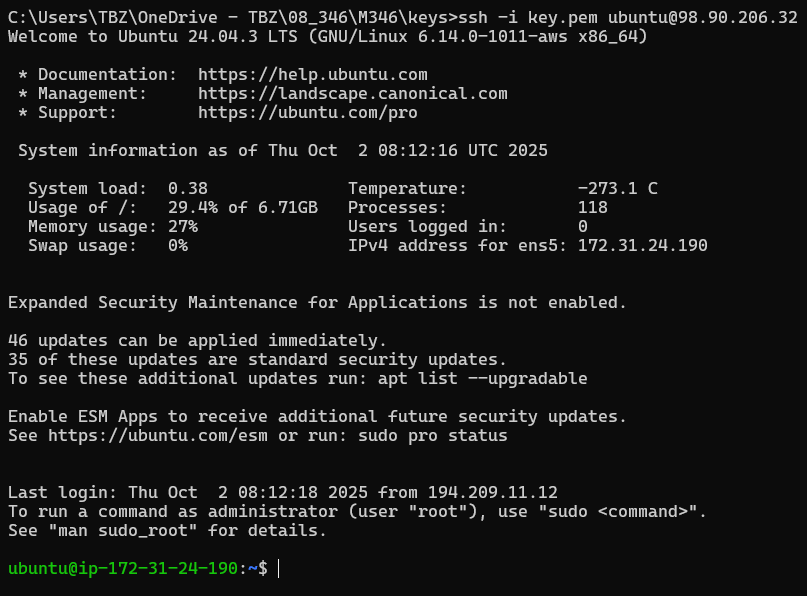 C:\Users\TBZ\OneDrive - TBZ\08_346\M346\keys>ssh -i key.pem ubuntu@98.90.206.32
Welcome to Ubuntu 24.04.3 LTS (GNU/Linux 6.14.0-1011-aws x86_64)
* Documentation:  https://help.ubuntu.com
* Management:     https://landscape.canonical.com
* Support:        https://ubuntu.com/pro
System information as of Thu Oct  2 08:12:16 UTC 2025
System load:  0.38              Temperature:           -273.1 C
Usage of /:   29.4% of 6.71GB   Processes:             118
Memory usage: 27%               Users logged in:       0
Swap usage:   0%                IPv4 address for ens5: 172.31.24.190
Expanded Security Maintenance for Applications is not enabled.
46 updates can be applied immediately.
35 of these updates are standard security updates.
To see these additional updates run: apt list --upgradable
Enable ESM Apps to receive additional future security updates.
See https://ubuntu.com/esm or run: sudo pro status
Last login: Thu Oct  2 08:12:18 2025 from 194.209.11.12
To run a command as administrator (user "root"), use "sudo <command>".
See "man sudo_root" for details.
ubuntu@ip-172-31-24-190:~$